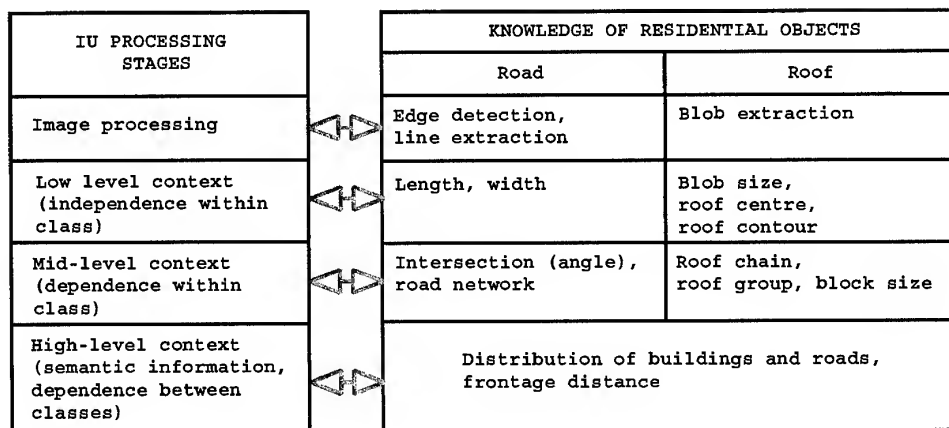 IU PROCESSING
STAGES
KNOWLEDGE OF RESIDENTIAL OBJECTS
Road
Roof
Image processing
Edge detection,
line extraction
Blob extraction
Low level context
(independence within
class)
Length, width
Blob size,
roof centre,
roof contour
Mid-level context
(dependence within
class)
Intersection (angle),
road network
Roof chain,
roof group, block size
High-level context
(semantic information,
dependence between
classes)
Distribution of buildings and roads,
frontage distance